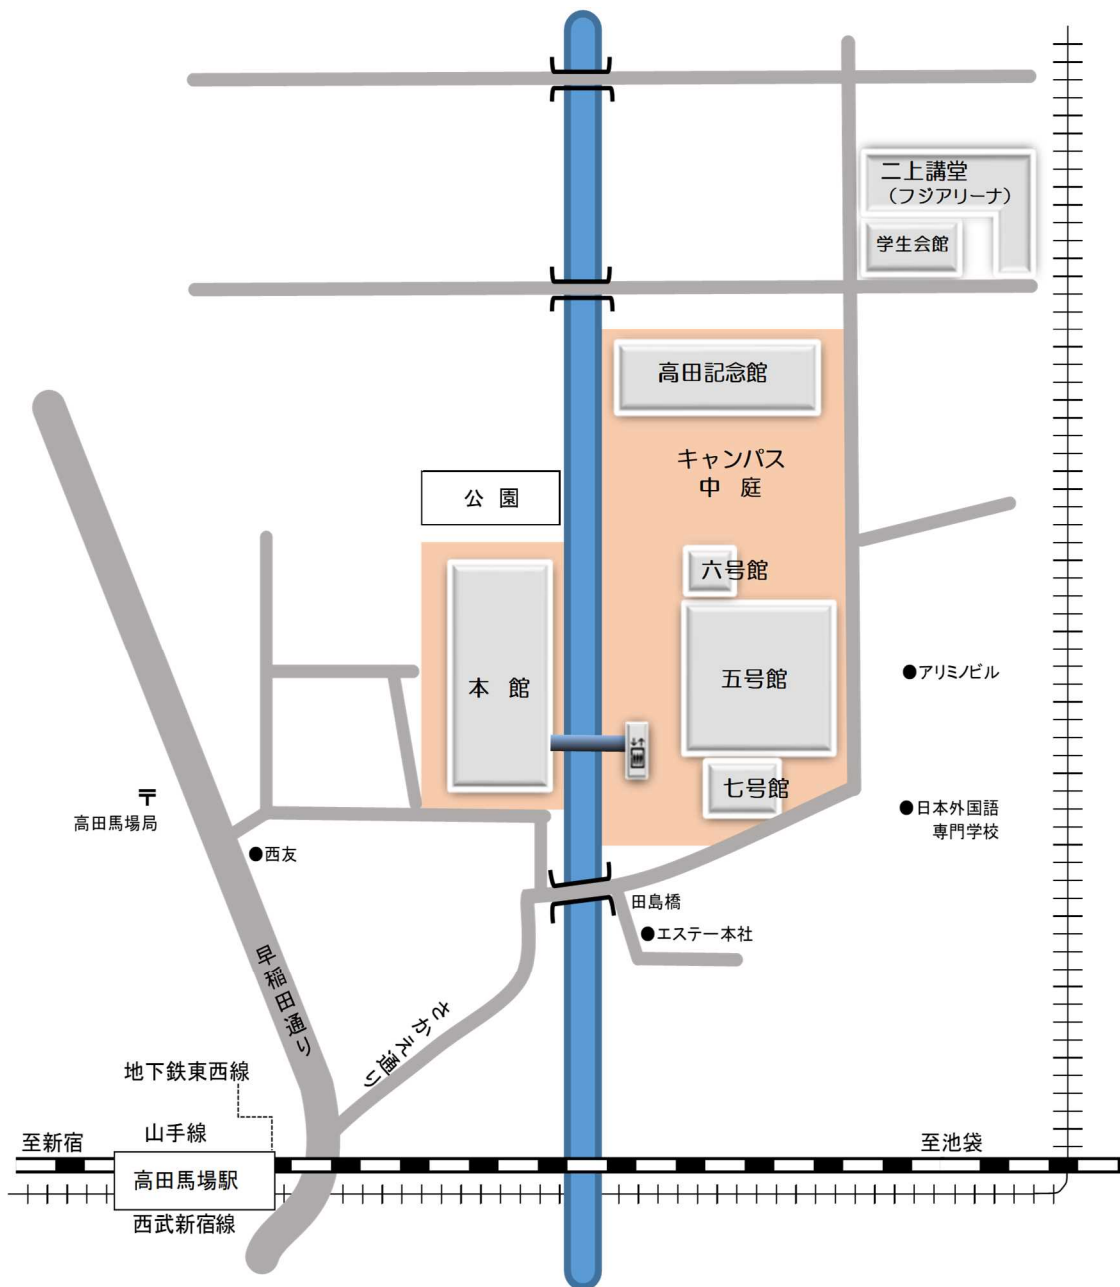 二上講堂
(フジアリーナ)
学生会館
高田記念館
キャンパス
中 庭
公 園
六号館
本 館
五号館
●アリミノビル
七号館
〒
高田馬場局
●日本外国語
専門学校
●西友
田島橋
●エステー本社
早稲田通り
さかえ通り
地下鉄東西線
山手線
至新宿
至池袋
高田馬場駅
西武新宿線